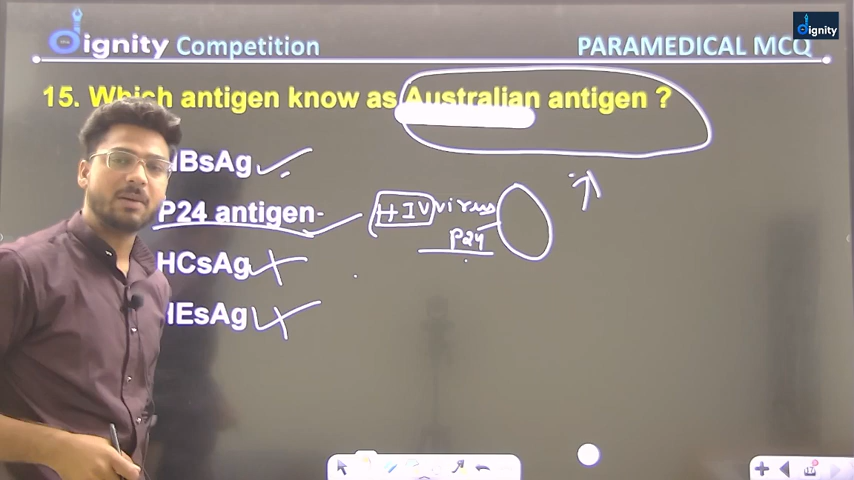 dignity Competition
PARAMEDICAL MCQ
dignity
15. Which antigen know as Australian antigen ?
HBsAg
P24 antigen
HIV virus
P24
HCsAg
HEsAg